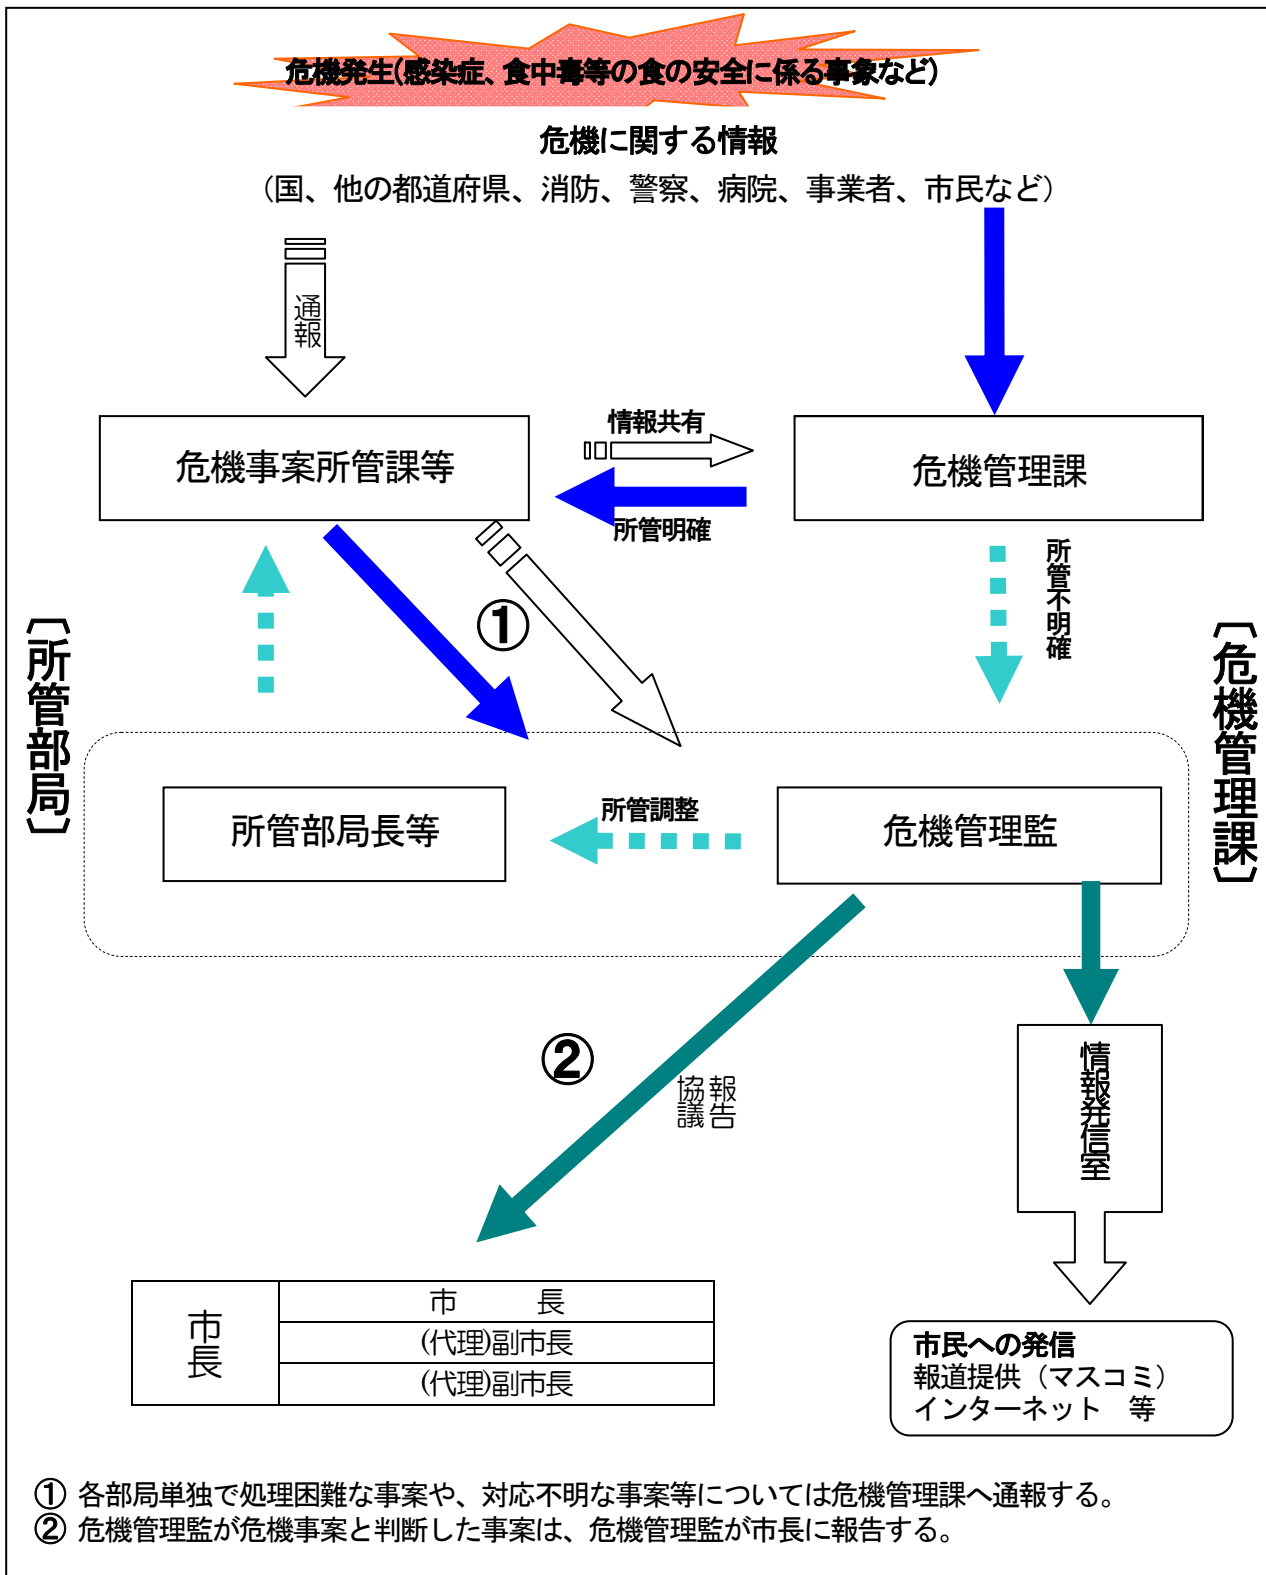 危機発生(感染症、食中毒等の食の安全に係る事象など)
危機に関する情報
（国、他の都道府県、消防、警察、病院、事業者、市民など）
通報
情報共有
危機事案所管課等
危機管理課
所管明確
所管不明確
①
〔所管部局〕
〔危機管理課〕
所管調整
所管部局長等
危機管理監
②
報告
協議
情報発信室
市長
市　　長
(代理)副市長
(代理)副市長
市民への発信
報道提供（マスコミ）
インターネット　等
① 各部局単独で処理困難な事案や、対応不明な事案等については危機管理課へ通報する。
② 危機管理監が危機事案と判断した事案は、危機管理監が市長に報告する。